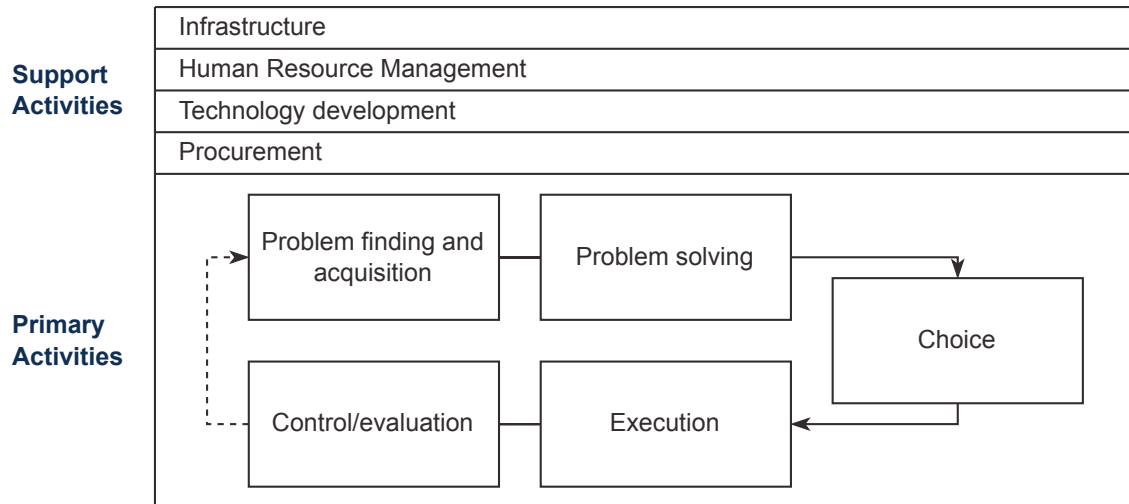 Support
Activities
Infrastructure
Human Resource Management
Technology development
Procurement
Primary
Activities
Problem finding and
acquisition
Problem solving
Choice
Control/evaluation
Execution